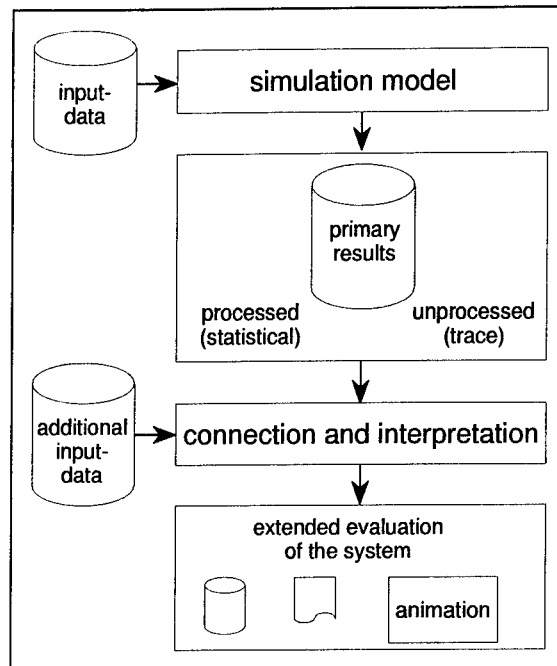 input-
data
simulation model
primary
results
processed
(statistical)
unprocessed
(trace)
additional
input-
data
connection and interpretation
extended evaluation
of the system
animation